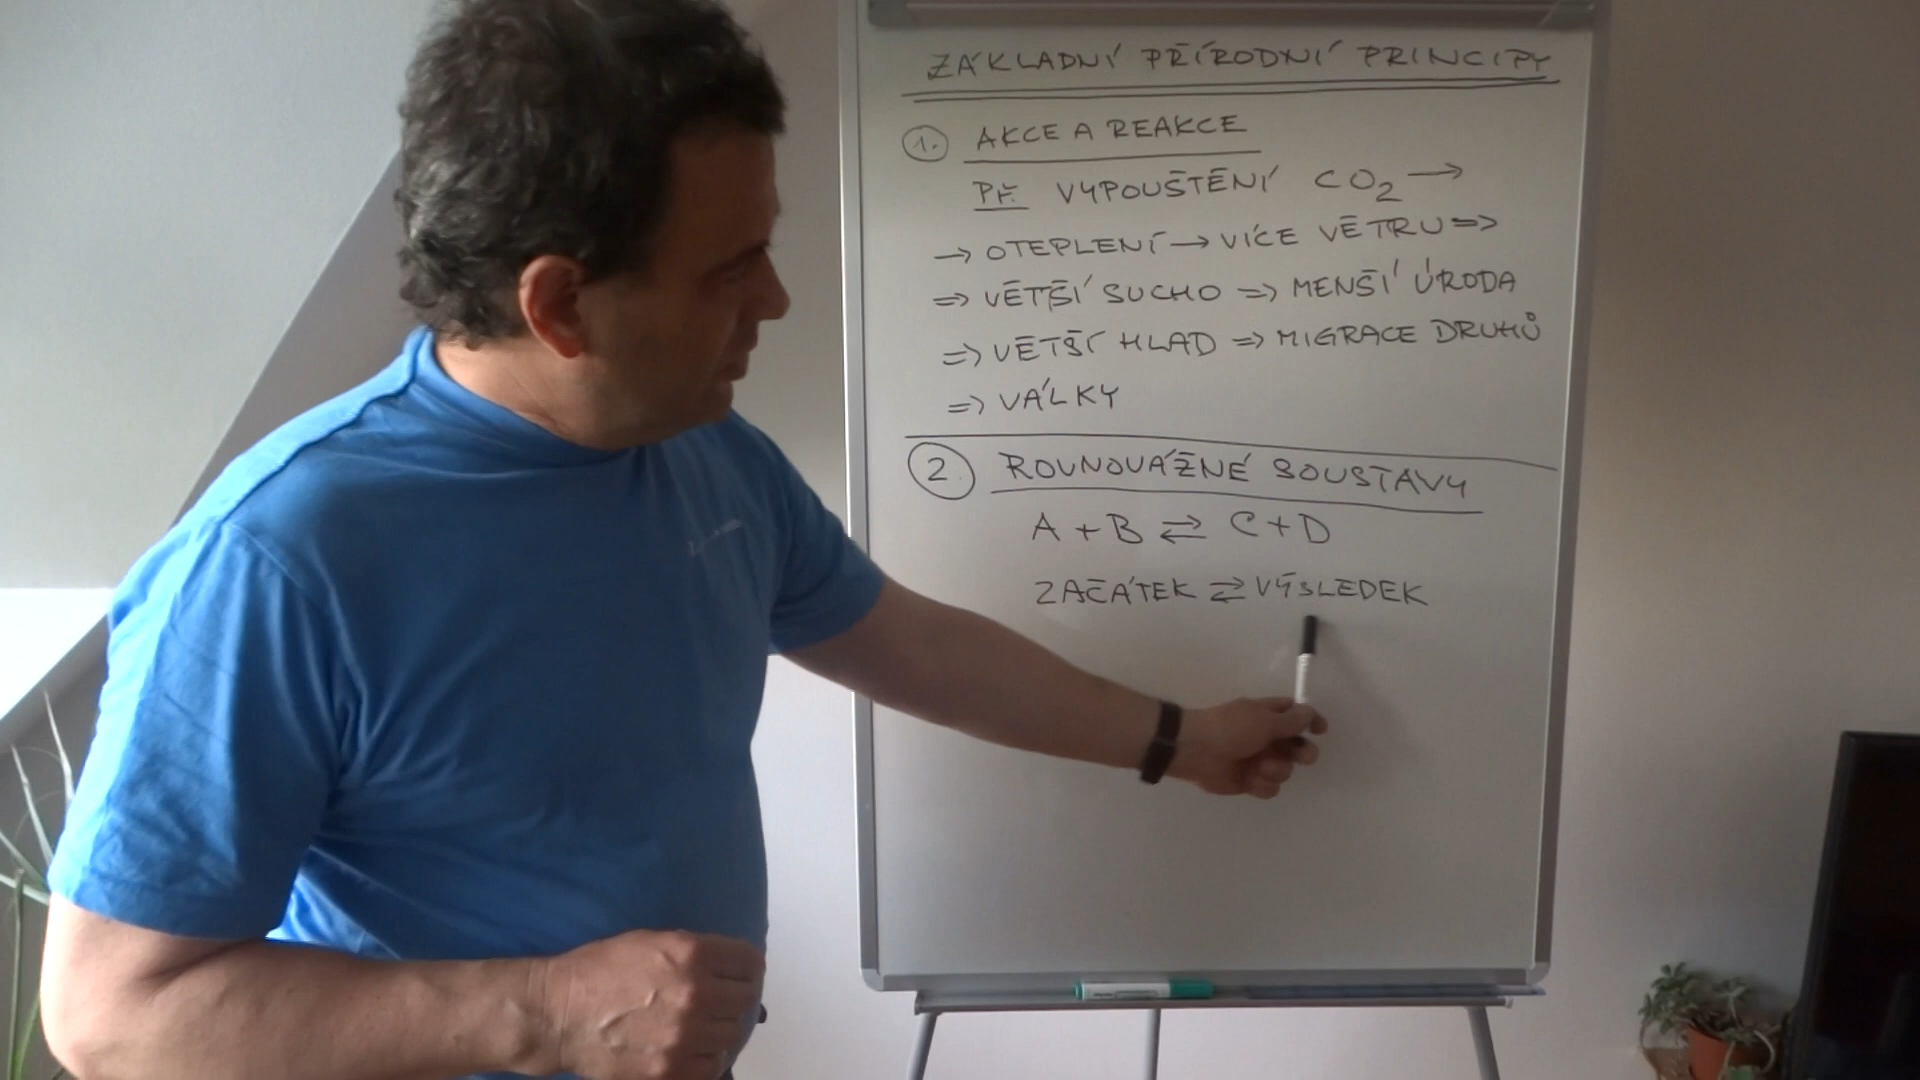 ZÁKLADNÍ PŘÍRODNÍ PRINCIPY
1. AKCE A REAKCE
PŘ. VYPOUŠTĚNÍ CO2 →
→ OTEPLENÍ → VÍCE VĚTRU ⇒
⇒ VĚTŠÍ SUCHO ⇒ MENŠÍ ÚRODA
⇒ VĚTŠÍ HLAD ⇒ MIGRACE DRUHŮ
⇒ VÁLKY
2. ROVNOVÁŽNÉ SOUSTAVY
A + B ⇄ C + D
ZAČÁTEK ⇄ VÝSLEDEK